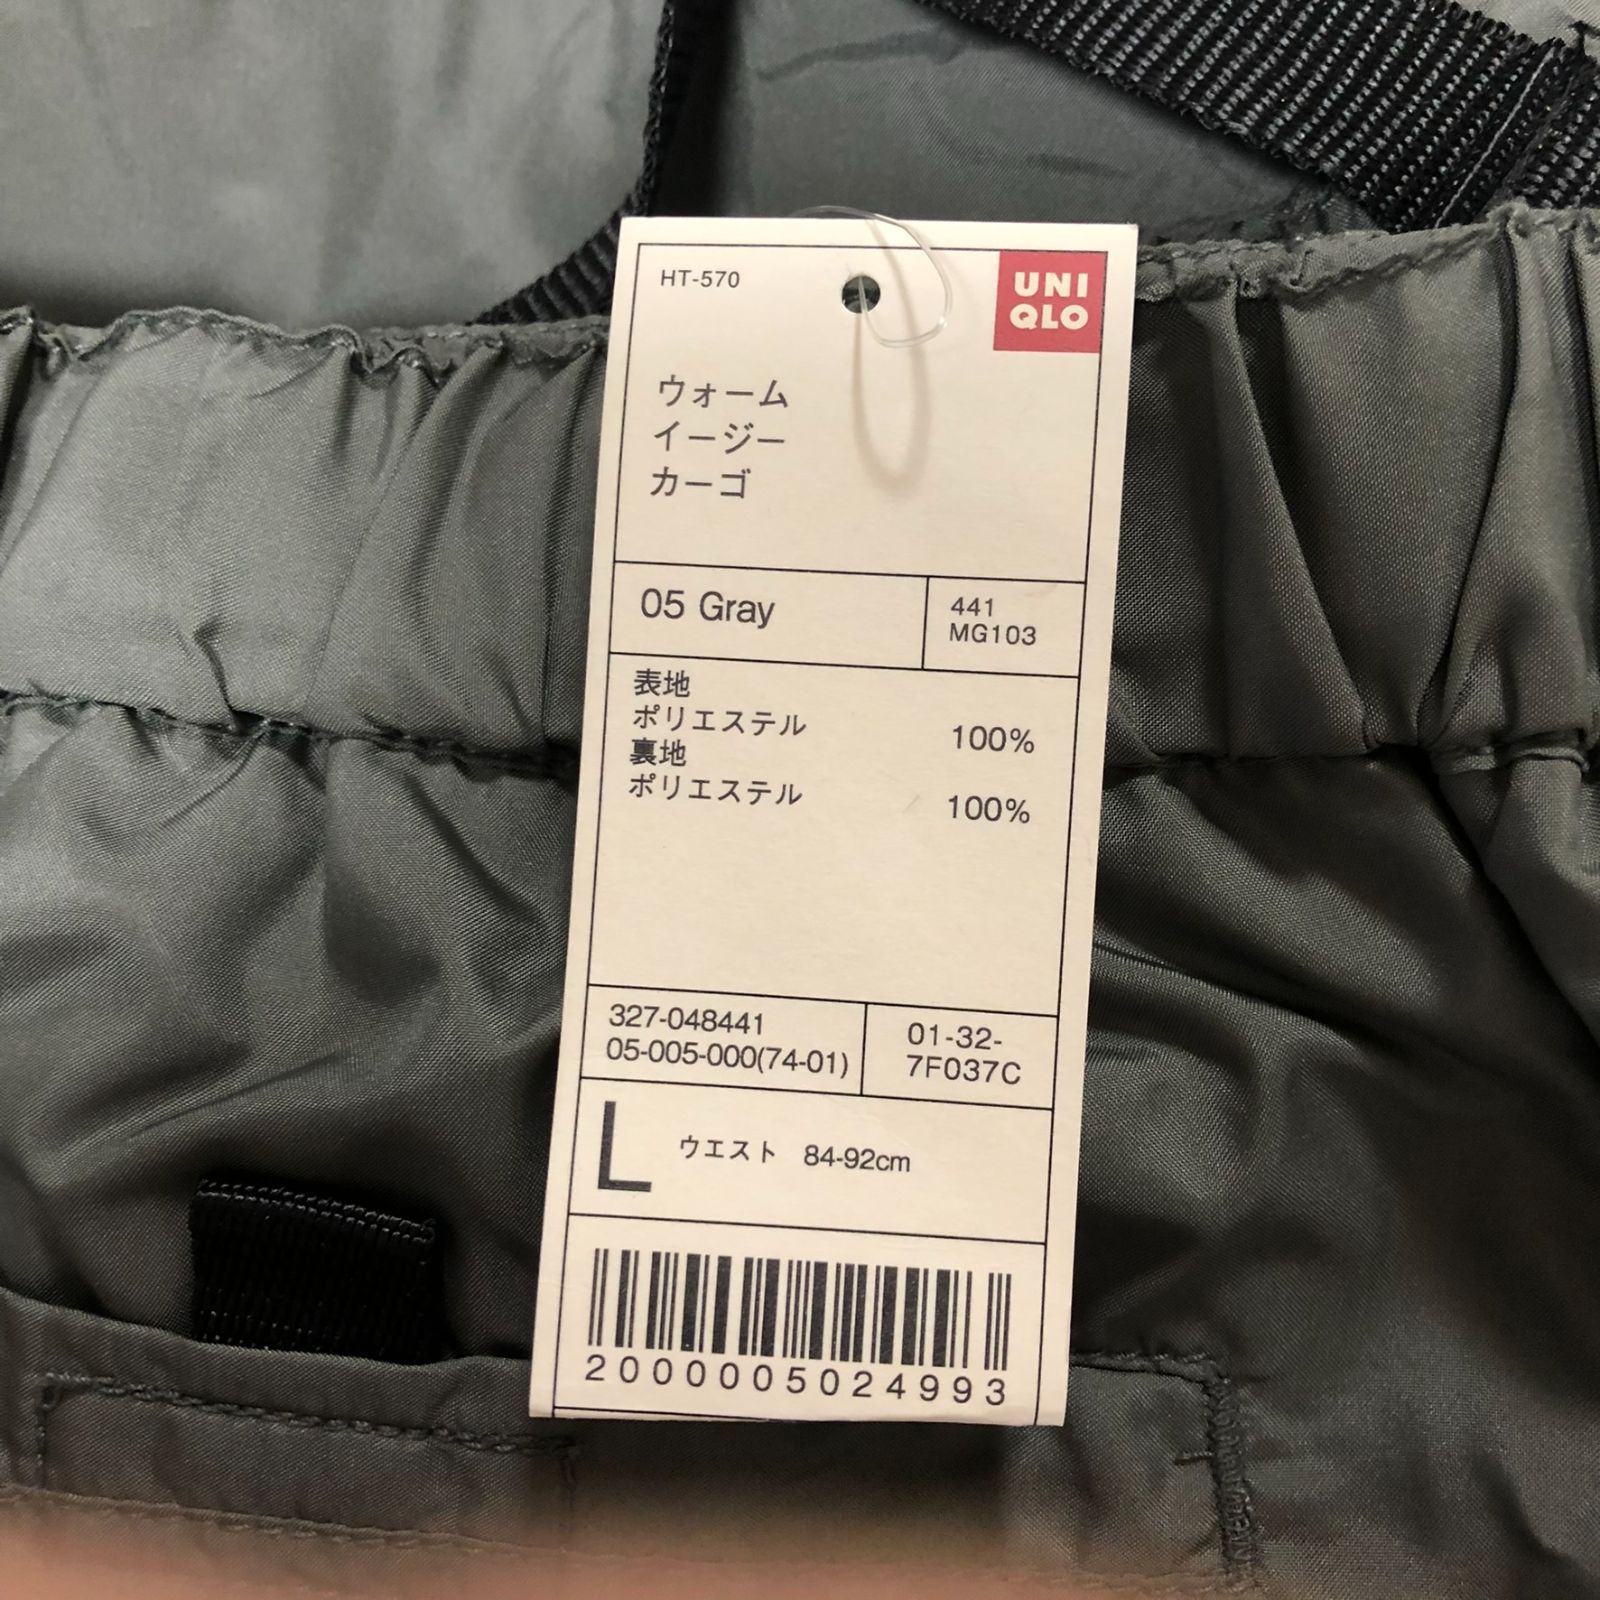 HT-570
UNI
QLO
ウォーム
イージー
カーゴ
05 Gray
441
MG103
表地
ポリエステル 100%
裏地
ポリエステル 100%
327-048441
05-005-000(74-01)
01-32-
7F037C
L ウエスト 84-92cm
2000005024993